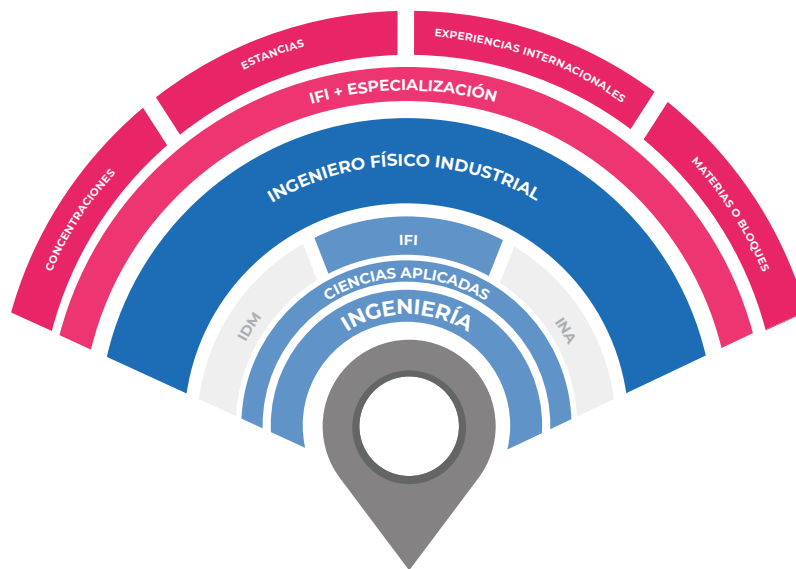 CONCENTRACIONES
ESTANCIAS
EXPERIENCIAS INTERNACIONALES
MATERIAS O BLOQUES
IFI + ESPECIALIZACIÓN
INGENIERO FÍSICO INDUSTRIAL
IDM
IFI
INA
CIENCIAS APLICADAS
INGENIERÍA